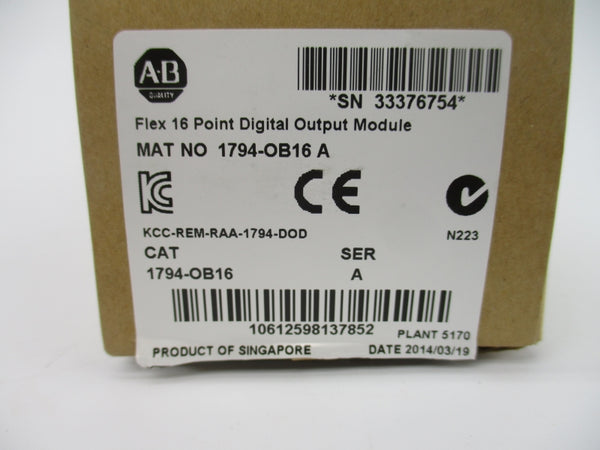 A-B
QUALITY
*SN 33376754*
Flex 16 Point Digital Output Module
MAT NO 1794-OB16 A
KC
CE
N223
KCC-REM-RAA-1794-DOD
CAT SER
1794-OB16 A
10612598137852
PLANT 5170
PRODUCT OF SINGAPORE DATE 2014/03/19